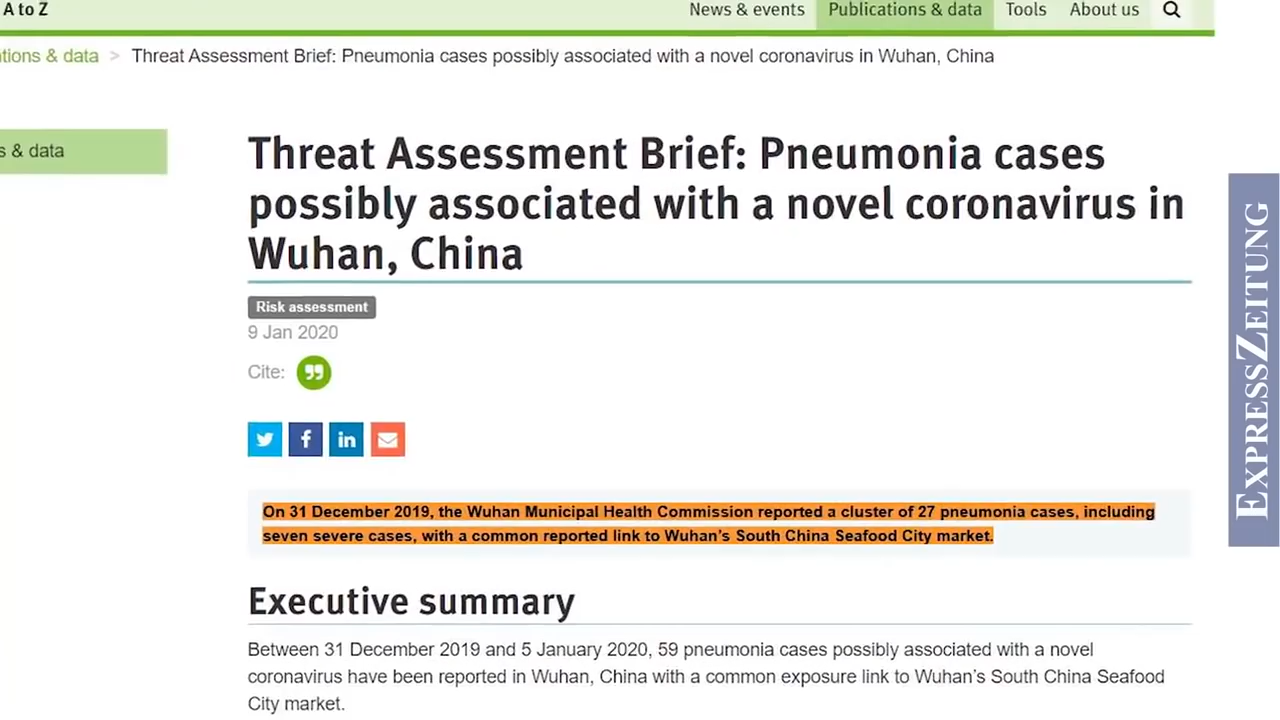 A to Z
News & events
Publications & data
Tools
About us
tions & data > Threat Assessment Brief: Pneumonia cases possibly associated with a novel coronavirus in Wuhan, China
s & data
Threat Assessment Brief: Pneumonia cases
possibly associated with a novel coronavirus in
Wuhan, China
Risk assessment
9 Jan 2020
Cite:
On 31 December 2019, the Wuhan Municipal Health Commission reported a cluster of 27 pneumonia cases, including
seven severe cases, with a common reported link to Wuhan's South China Seafood City market.
Executive summary
Between 31 December 2019 and 5 January 2020, 59 pneumonia cases possibly associated with a novel
coronavirus have been reported in Wuhan, China with a common exposure link to Wuhan's South China Seafood
City market.
EXPRESSZEITUNG